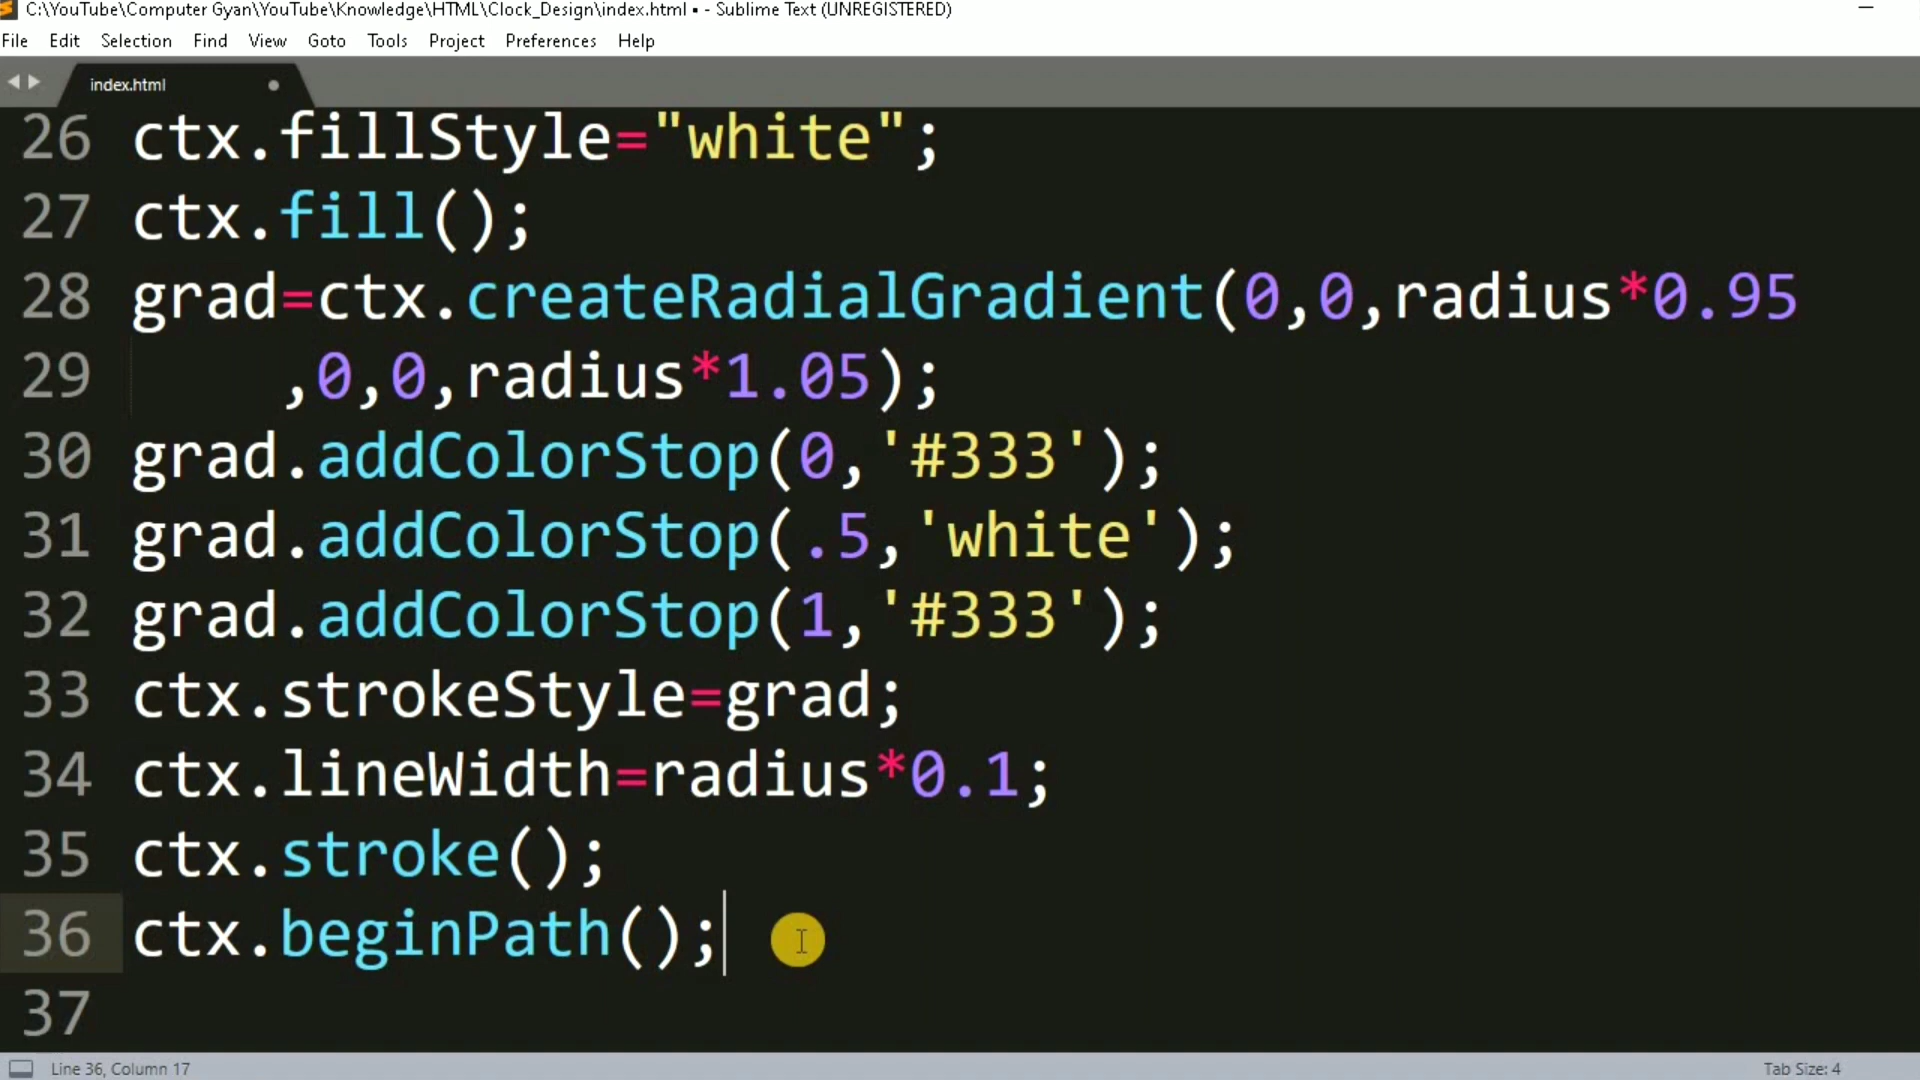 C:\YouTube\Computer Gyan\YouTube\Knowledge\HTML\Clock_Design\index.html • - Sublime Text (UNREGISTERED)
File Edit Selection Find View Goto Tools Project Preferences Help
index.html
26 ctx.fillStyle="white";
27 ctx.fill();
28 grad=ctx.createRadialGradient(0,0,radius*0.95
29 ,0,0,radius*1.05);
30 grad.addColorStop(0,'#333');
31 grad.addColorStop(.5,'white');
32 grad.addColorStop(1,'#333');
33 ctx.strokeStyle=grad;
34 ctx.lineWidth=radius*0.1;
35 ctx.stroke();
36 ctx.beginPath();
37
Line 36, Column 17 Tab Size: 4